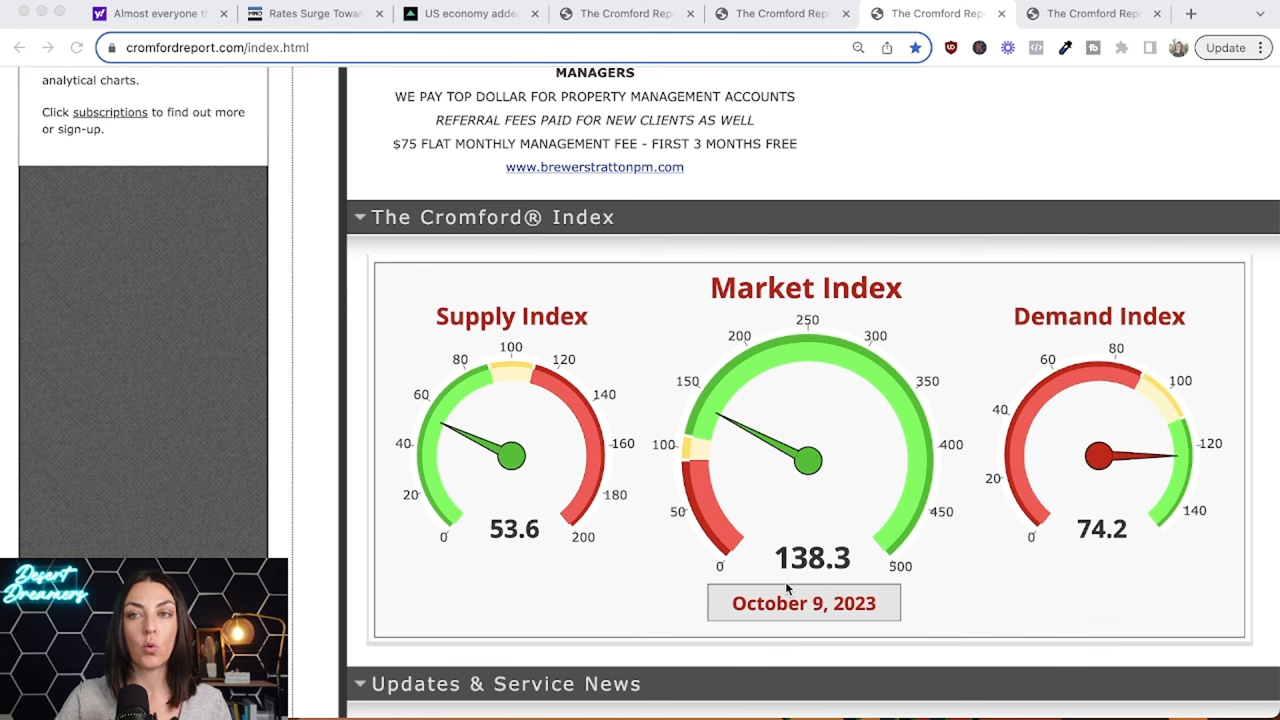 Almost everyone t
Rates Surge Towar
US economy adde
The Cromford Repo
The Cromford Repo
The Cromford Repo
The Cromford Repo
cromfordreport.com/index.html
Update
analytical charts.
Click subscriptions to find out more
or sign-up.
MANAGERS
WE PAY TOP DOLLAR FOR PROPERTY MANAGEMENT ACCOUNTS
REFERRAL FEES PAID FOR NEW CLIENTS AS WELL
$75 FLAT MONTHLY MANAGEMENT FEE - FIRST 3 MONTHS FREE
www.brewerstrattonpm.com
The Cromford® Index
Supply Index
0
20
40
60
80
100
120
140
160
180
200
53.6
Market Index
0
50
100
150
200
250
300
350
400
450
500
138.3
October 9, 2023
Demand Index
0
20
40
60
80
100
120
140
74.2
Updates & Service News
Desert
Dreamers